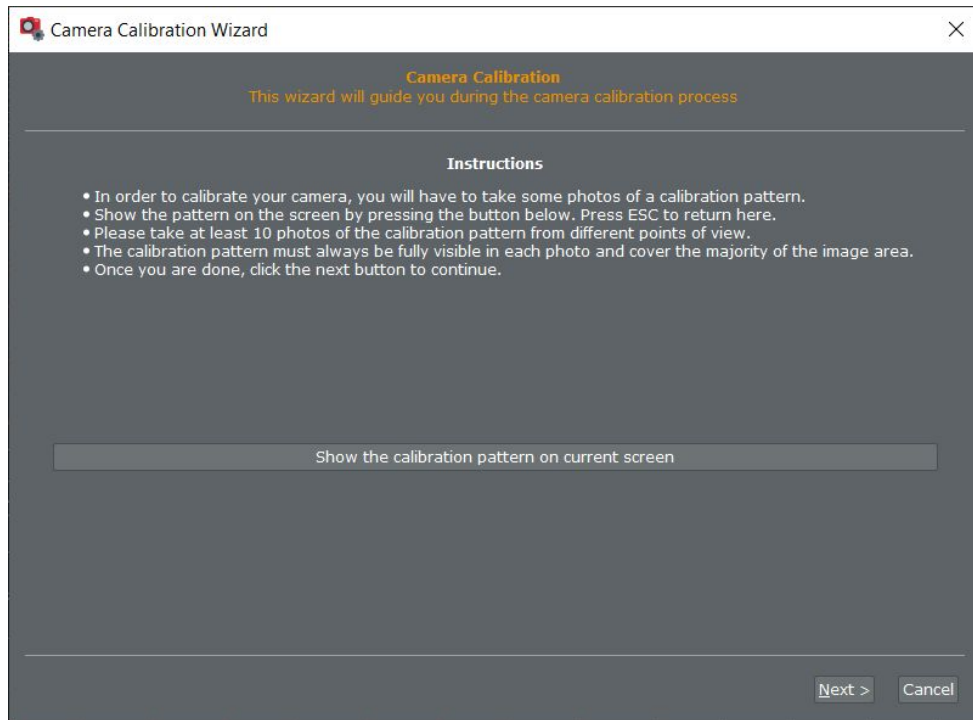 Camera Calibration Wizard
Camera Calibration
This wizard will guide you during the camera calibration process
Instructions
• In order to calibrate your camera, you will have to take some photos of a calibration pattern.
• Show the pattern on the screen by pressing the button below. Press ESC to return here.
• Please take at least 10 photos of the calibration pattern from different points of view.
• The calibration pattern must always be fully visible in each photo and cover the majority of the image area.
• Once you are done, click the next button to continue.
Show the calibration pattern on current screen
Next > Cancel